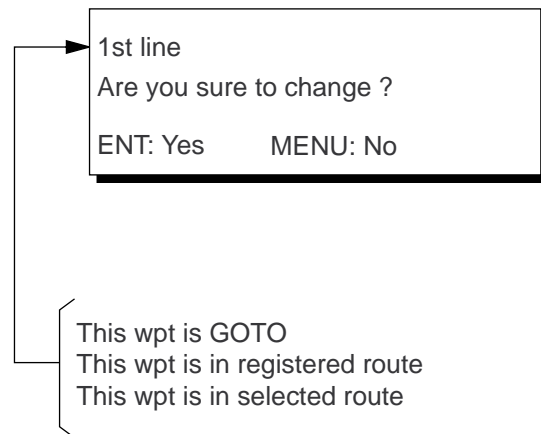 1st line
Are you sure to change ?
ENT: Yes MENU: No
This wpt is GOTO
This wpt is in registered route
This wpt is in selected route